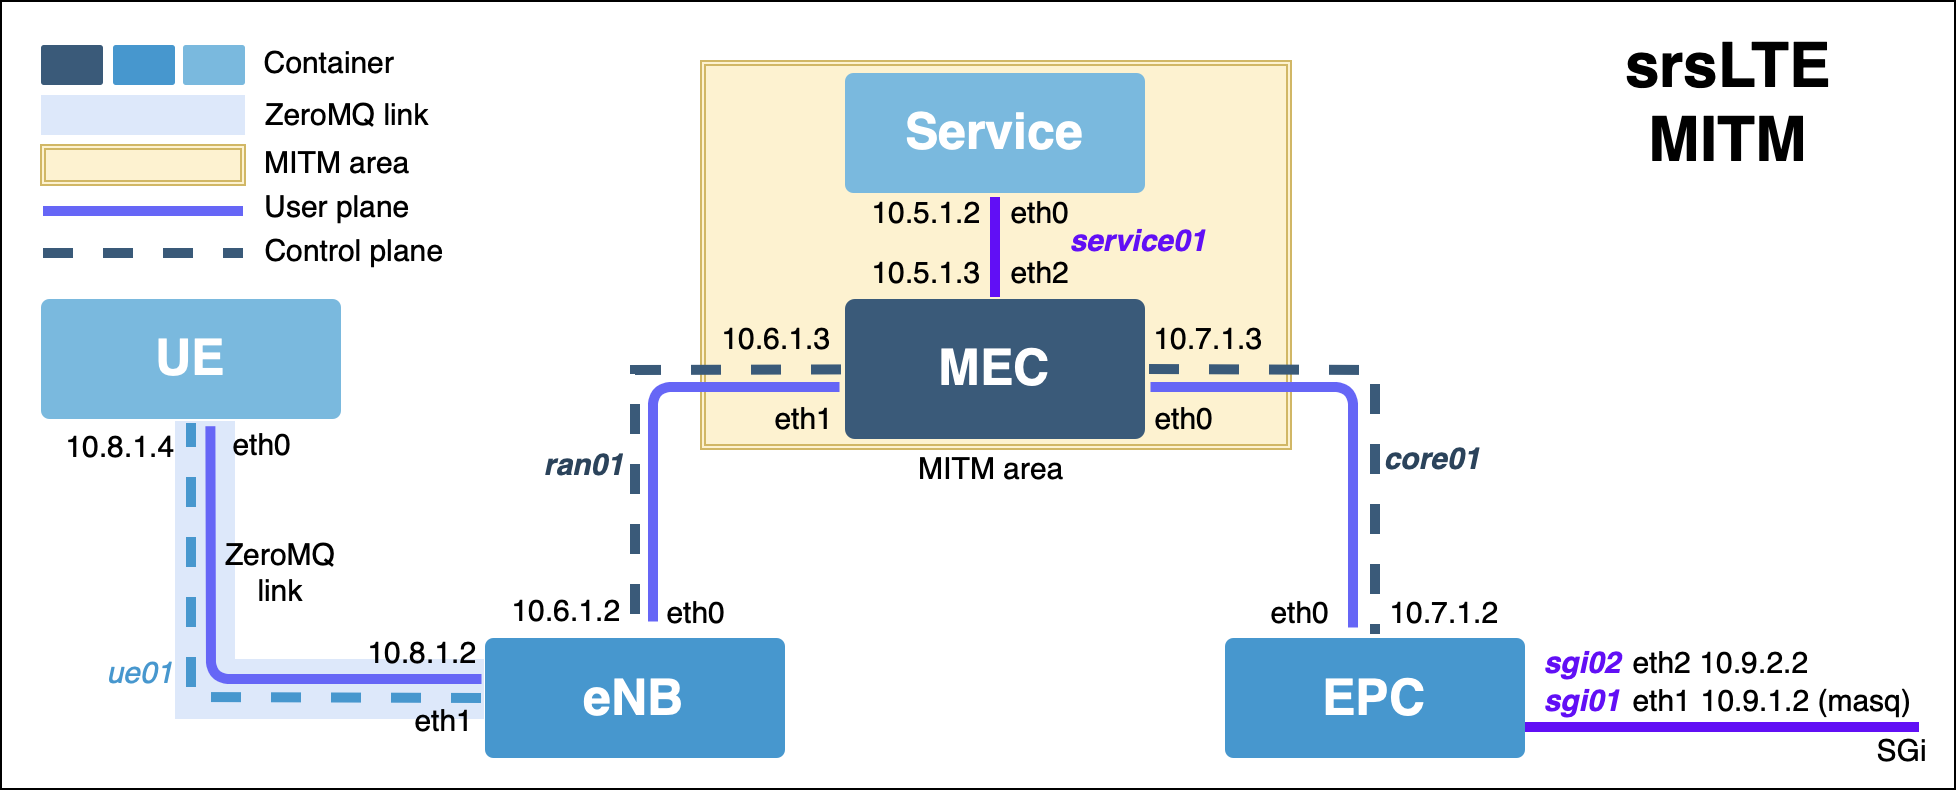 srsLTE
MITM
Container
ZeroMQ link
MITM area
User plane
Control plane
Service
10.5.1.2 eth0
service01
10.5.1.3 eth2
UE
10.6.1.3
MEC
10.7.1.3
eth1
eth0
MITM area
10.8.1.4 eth0
ran01
core01
ZeroMQ
link
10.6.1.2 eth0
eth0 10.7.1.2
ue01
10.8.1.2
eth1
eNB
EPC
sgi02 eth2 10.9.2.2
sgi01 eth1 10.9.1.2 (masq)
SGi